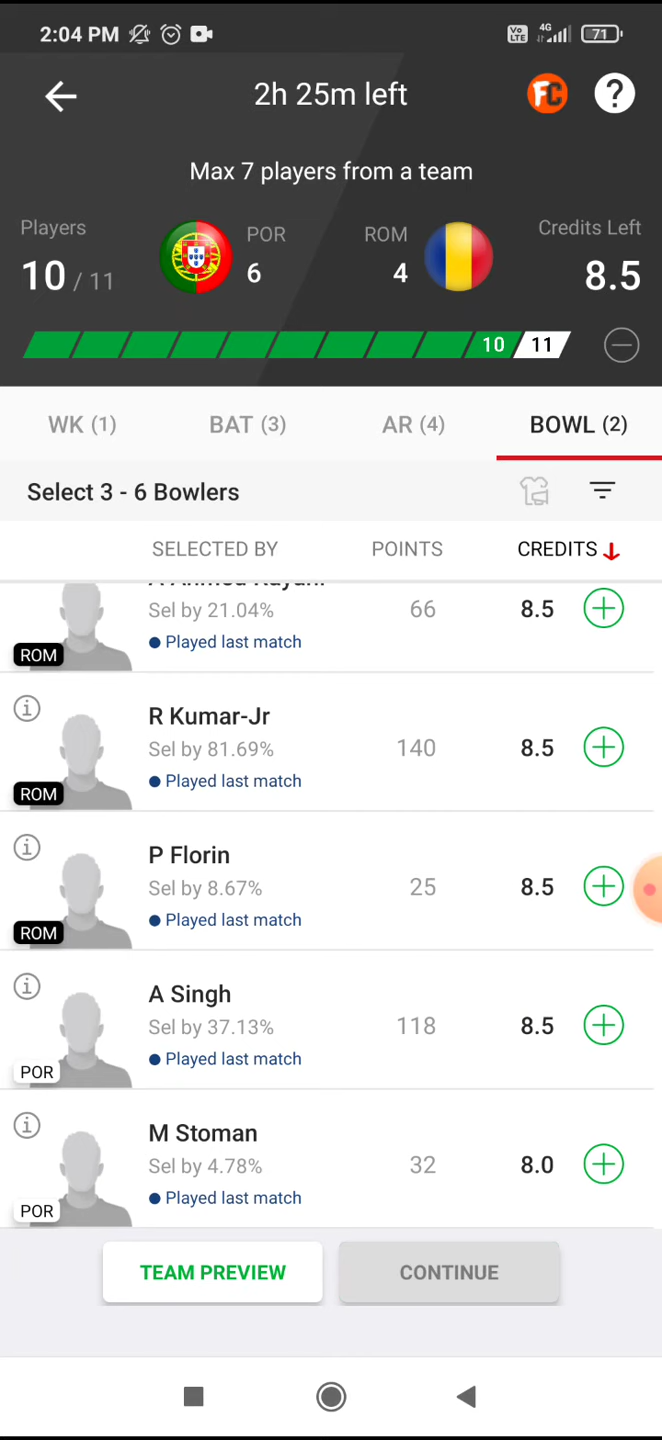 2:04 PM
Vo LTE 4G 71
2h 25m left
FC ?
Max 7 players from a team
Players POR ROM Credits Left
10 / 11 6 4 8.5
10 11
WK (1) BAT (3) AR (4) BOWL (2)
Select 3 - 6 Bowlers
SELECTED BY POINTS CREDITS
Sel by 21.04% 66 8.5
Played last match
ROM
R Kumar-Jr
Sel by 81.69% 140 8.5
Played last match
ROM
P Florin
Sel by 8.67% 25 8.5
Played last match
ROM
A Singh
Sel by 37.13% 118 8.5
Played last match
POR
M Stoman
Sel by 4.78% 32 8.0
Played last match
POR
TEAM PREVIEW CONTINUE